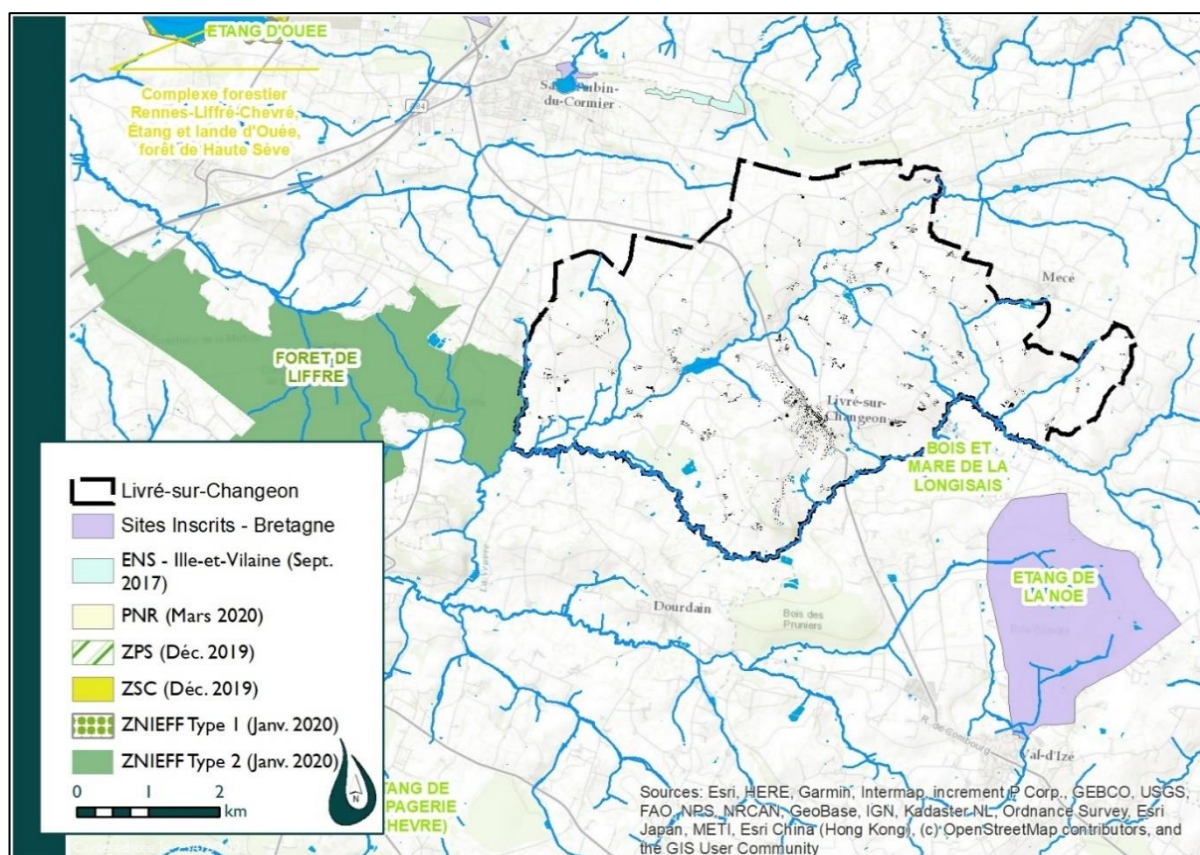 ETANG D'OUEE
Complexe forestier
Rennes-Liffré-Chevré,
Étang et lande d'Ouée,
forêt de Haute Sève
du-Cormier
Mecé
FORET DE
LIFFRE
Livré-sur-
Changeon
BOIS ET
MARE DE LA
LONGISAIS
ETANG DE
LA NOE
Dourdain
Bois des
Pruniers
Val-d'Izé
Livré-sur-Changeon
Sites Inscrits - Bretagne
ENS - Ille-et-Vilaine (Sept.
2017)
PNR (Mars 2020)
ZPS (Déc. 2019)
ZSC (Déc. 2019)
ZNIEFF Type 1 (Janv. 2020)
ZNIEFF Type 2 (Janv. 2020)
0 1 2
km
N
TANG DE
PAGERIE
HEVRE)
Sources: Esri, HERE, Garmin, Intermap, increment P Corp., GEBCO, USGS,
FAO, NPS, NRCAN, GeoBase, IGN, Kadaster NL, Ordnance Survey, Esri
Japan, METI, Esri China (Hong Kong), (c) OpenStreetMap contributors, and
the GIS User Community